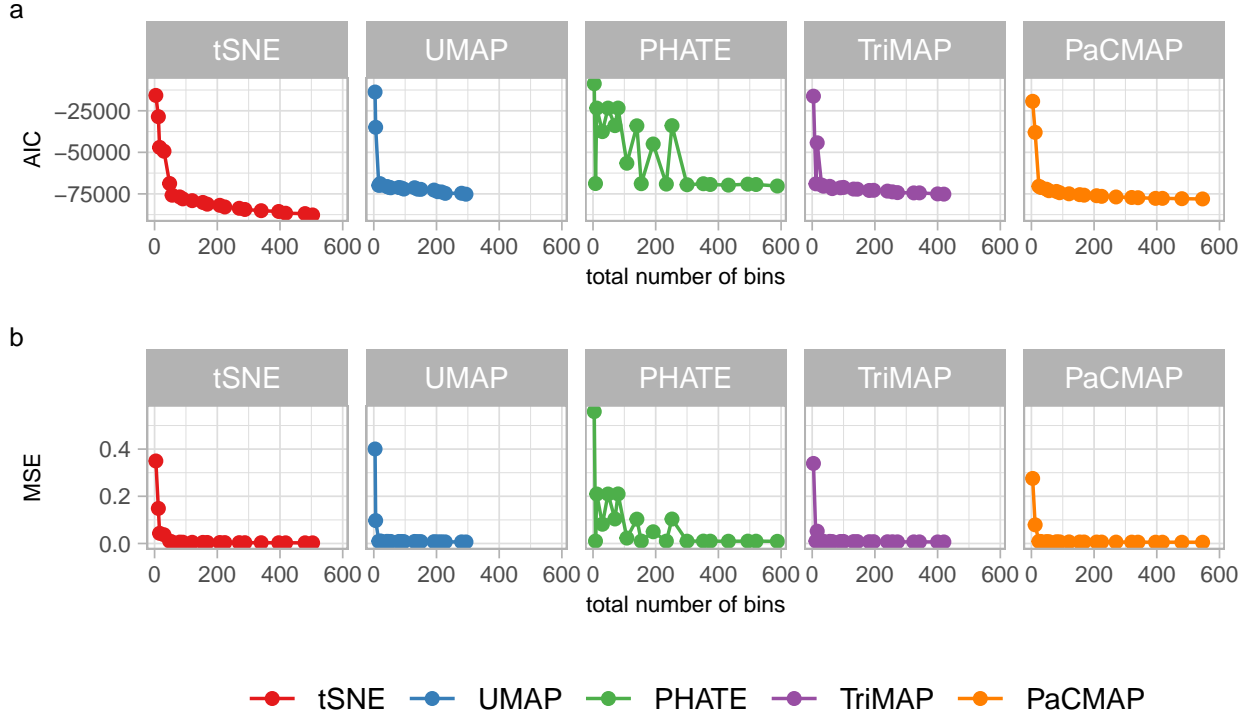 a
tSNE UMAP PHATE TriMAP PaCMAP
AIC
−25000
−50000
−75000
0 200 400 600 0 200 400 600 0 200 400 600 0 200 400 600 0 200 400 600
total number of bins
b
tSNE UMAP PHATE TriMAP PaCMAP
MSE
0.4
0.2
0.0
0 200 400 600 0 200 400 600 0 200 400 600 0 200 400 600 0 200 400 600
total number of bins
tSNE UMAP PHATE TriMAP PaCMAP